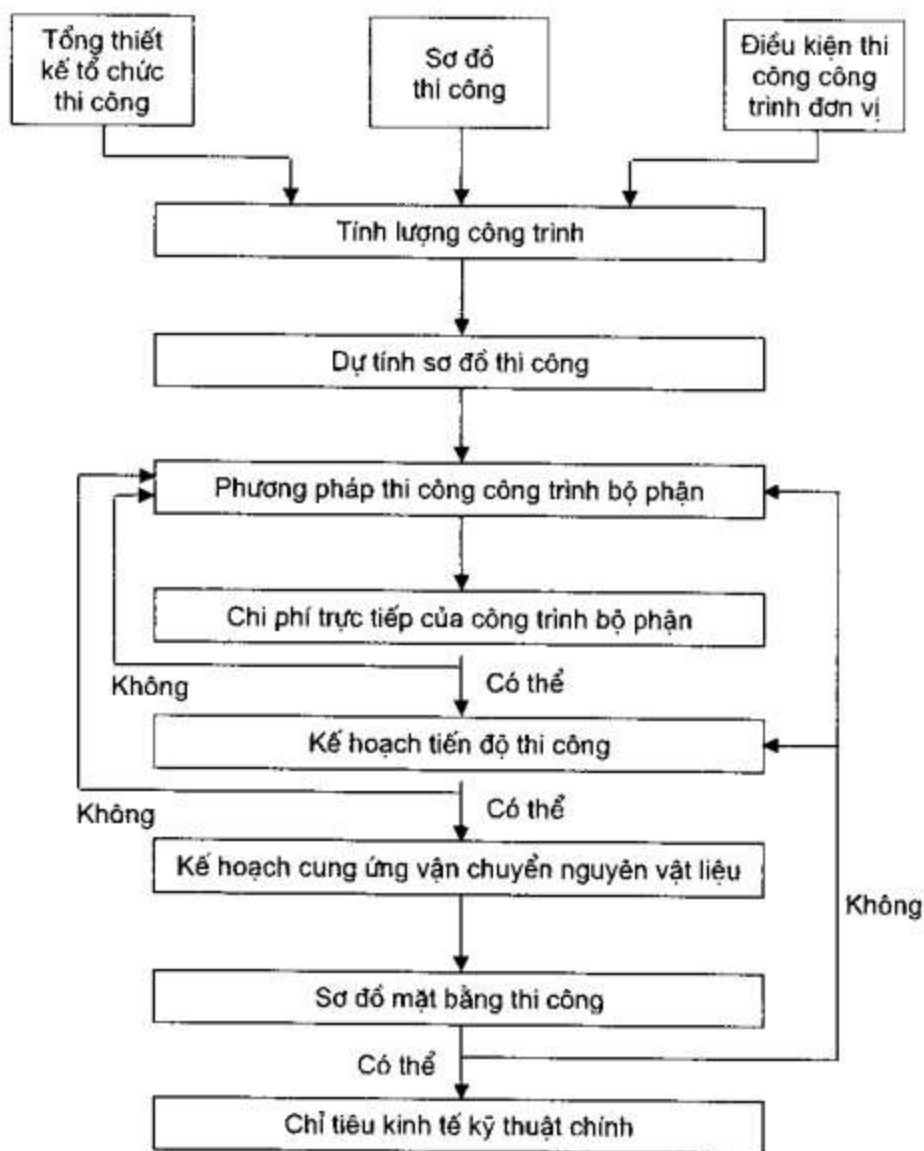 Tổng thiết
kế tổ chức
thi công
Sơ đồ
thi công
Điều kiện thi
công công
trình đơn vị
Tính lượng công trình
Dự tính sơ đồ thi công
Phương pháp thi công công trình bộ phận
Chi phí trực tiếp của công trình bộ phận
Không
Có thể
Kế hoạch tiến độ thi công
Không
Có thể
Kế hoạch cung ứng vận chuyển nguyên vật liệu
Không
Sơ đồ mặt bằng thi công
Có thể
Chỉ tiêu kinh tế kỹ thuật chính